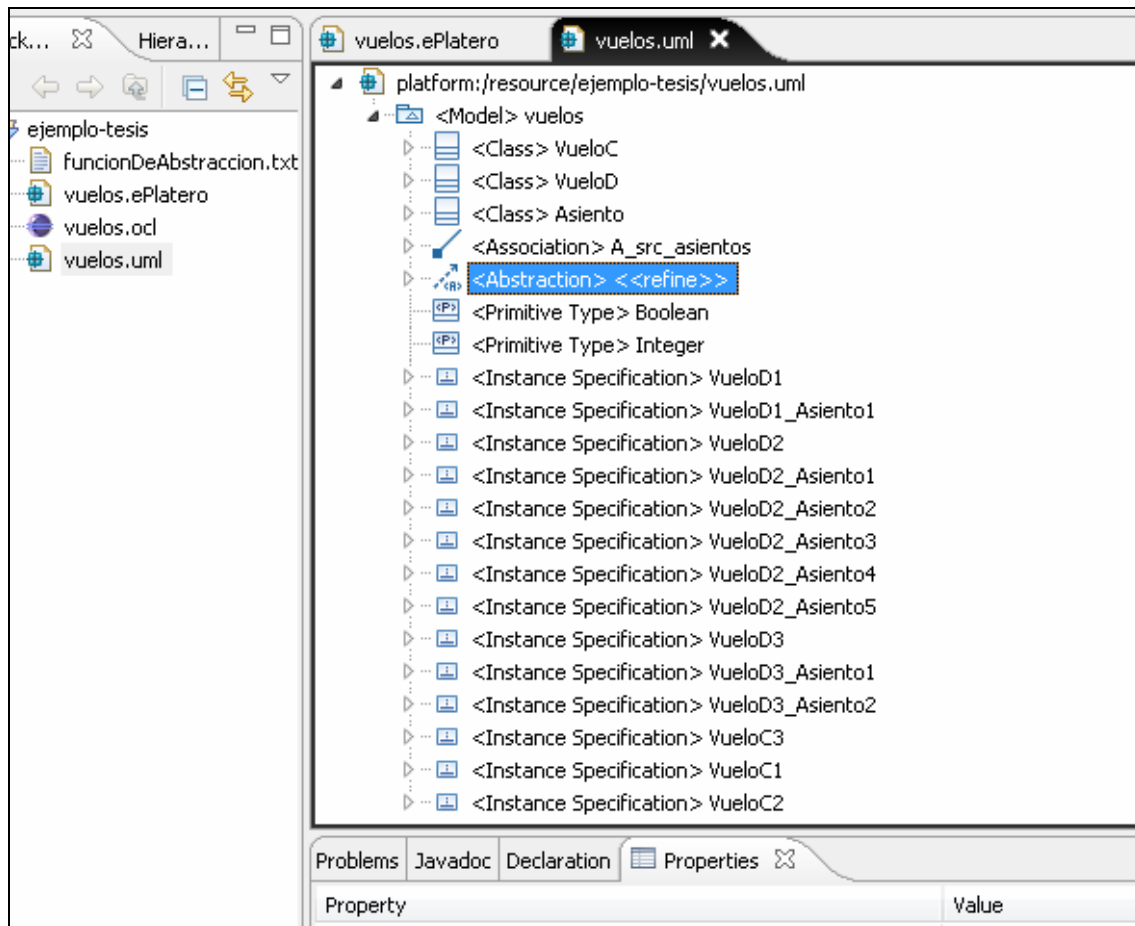 ck... Hiera...
ejemplo-tesis
funcionDeAbstraccion.txt
vuelos.ePlatero
vuelos.ocl
vuelos.uml
vuelos.ePlatero vuelos.uml
platform:/resource/ejemplo-tesis/vuelos.uml
<Model> vuelos
<Class> VueloC
<Class> VueloD
<Class> Asiento
<Association> A_src_asientos
<Abstraction> <<refine>>
<Primitive Type> Boolean
<Primitive Type> Integer
<Instance Specification> VueloD1
<Instance Specification> VueloD1_Asiento1
<Instance Specification> VueloD2
<Instance Specification> VueloD2_Asiento1
<Instance Specification> VueloD2_Asiento2
<Instance Specification> VueloD2_Asiento3
<Instance Specification> VueloD2_Asiento4
<Instance Specification> VueloD2_Asiento5
<Instance Specification> VueloD3
<Instance Specification> VueloD3_Asiento1
<Instance Specification> VueloD3_Asiento2
<Instance Specification> VueloC3
<Instance Specification> VueloC1
<Instance Specification> VueloC2
Problems Javadoc Declaration Properties
Property Value